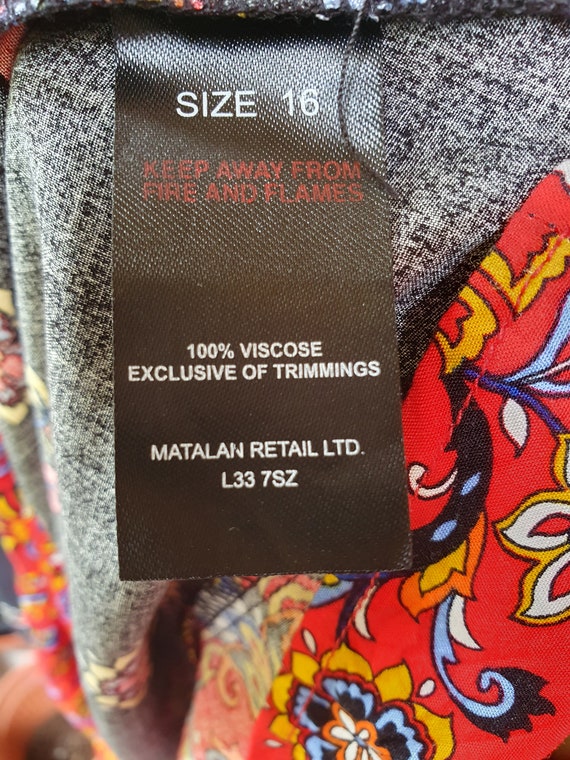 SIZE 16
KEEP AWAY FROM
FIRE AND FLAMES
100% VISCOSE
EXCLUSIVE OF TRIMMINGS
MATALAN RETAIL LTD.
L33 7SZ